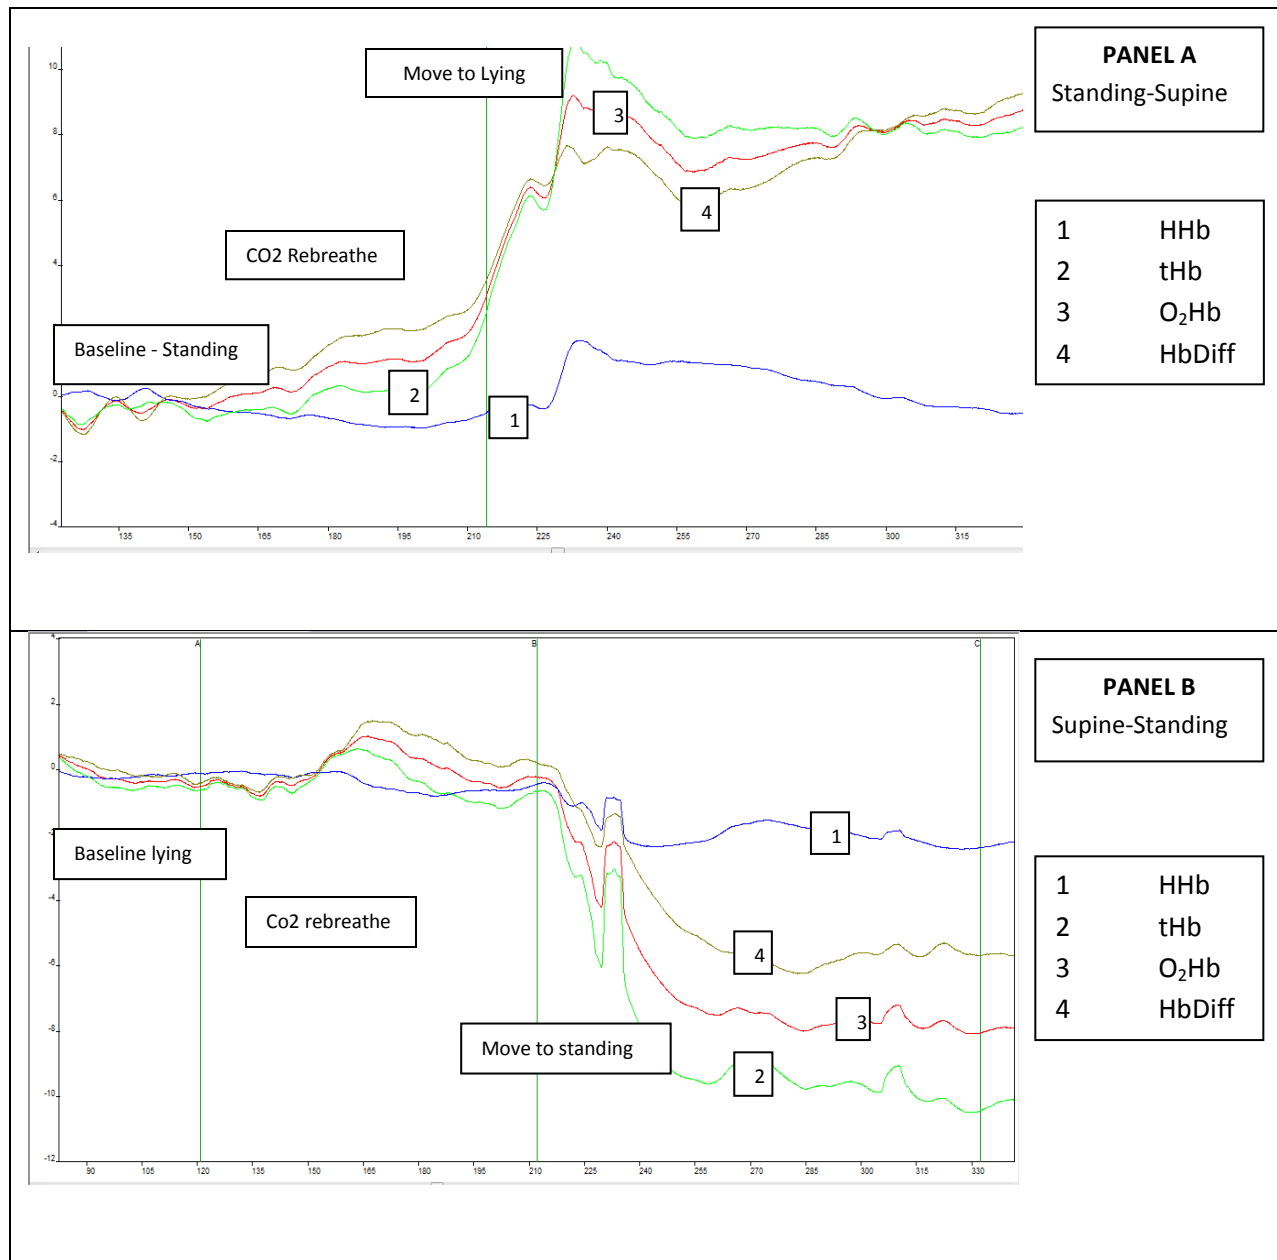 PANEL A
Standing-Supine
Move to Lying
CO2 Rebreathe
Baseline - Standing
3
4
2
1
1 HHb
2 tHb
3 O₂Hb
4 HbDiff
10
8
6
4
2
0
-2
-4
135 150 165 180 195 210 225 240 255 270 285 300 315
PANEL B
Supine-Standing
A B C
Baseline lying
Co2 rebreathe
Move to standing
1
4
3
2
1 HHb
2 tHb
3 O₂Hb
4 HbDiff
4
2
0
-4
-6
-8
-10
-12
90 105 120 135 150 165 180 195 210 225 240 255 270 285 300 315 330